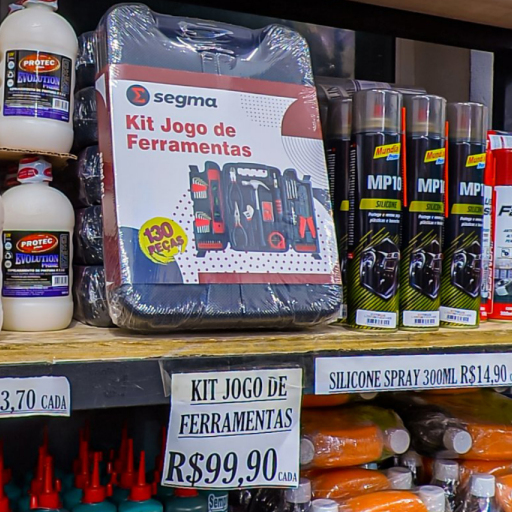 PROTEC
EVOLUTION
segma
Kit Jogo de
Ferramentas
130
PEÇAS
Mundial
MP10
SILICONE
Mundial
MP10
SILICONE
MP10
SILICONE
PROTEC
EVOLUTION
3,70 CADA
KIT JOGO DE
FERRAMENTAS
R$99,90 CADA
SILICONE SPRAY 300ML R$14,90